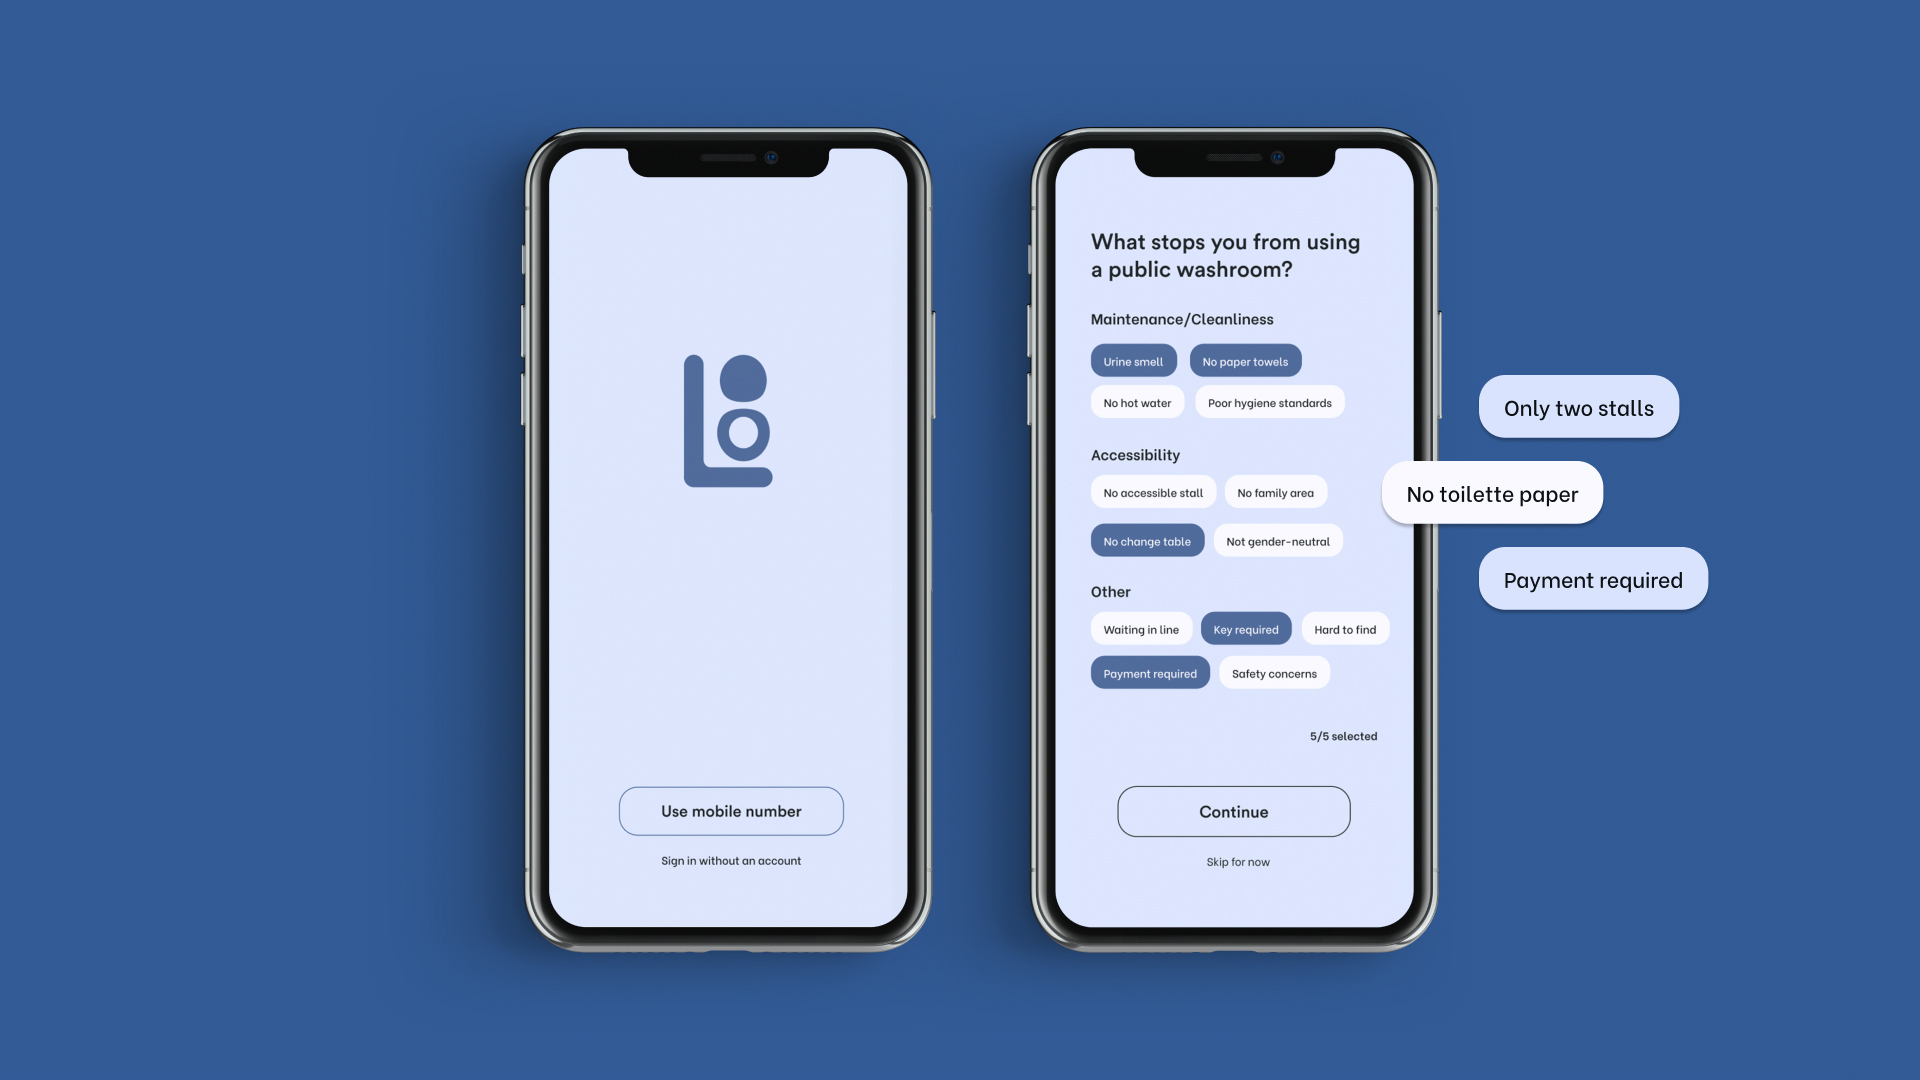 Loo
Use mobile number
Sign in without an account
What stops you from using
a public washroom?
Maintenance/Cleanliness
Urine smell
No paper towels
No hot water
Poor hygiene standards
Accessibility
No accessible stall
No family area
No change table
Not gender-neutral
Other
Waiting in line
Key required
Hard to find
Payment required
Safety concerns
5/5 selected
Continue
Skip for now
Only two stalls
No toilette paper
Payment required